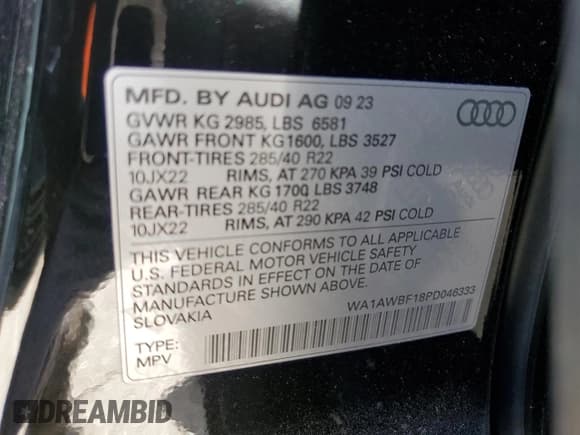 MFD. BY AUDI AG 09 23
GVWR KG 2985, LBS 6581
GAWR FRONT KG1600, LBS 3527
FRONT-TIRES 285/40 R22
10JX22 RIMS, AT 270 KPA 39 PSI COLD
GAWR REAR KG 1700, LBS 3748
REAR-TIRES 285/40 R22
10JX22 RIMS, AT 290 KPA 42 PSI COLD
THIS VEHICLE CONFORMS TO ALL APPLICABLE
U.S. FEDERAL MOTOR VEHICLE SAFETY
STANDARDS IN EFFECT ON THE DATE OF
MANUFACTURE SHOWN ABOVE.
SLOVAKIA
WA1AWBF18PD046333
TYPE:
MPV
DREAMBID